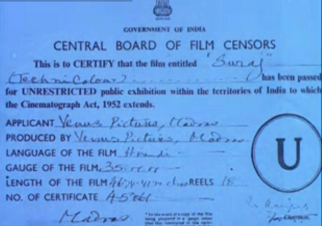 GOVERNMENT OF INDIA
CENTRAL BOARD OF FILM CENSORS
This is to CERTIFY that the film entitled "Suraj"
(Technicolour) has been passed
for UNRESTRICTED public exhibition within the territories of India to which
the Cinematograph Act, 1952 extends.
APPLICANT Venus Pictures, Madras
PRODUCED BY Venus Pictures, Madras
LANGUAGE OF THE FILM Hindi
GAUGE OF THE FILM 35 m.m
LENGTH OF THE FILM REELS 18
NO. OF CERTIFICATE
U
Madras